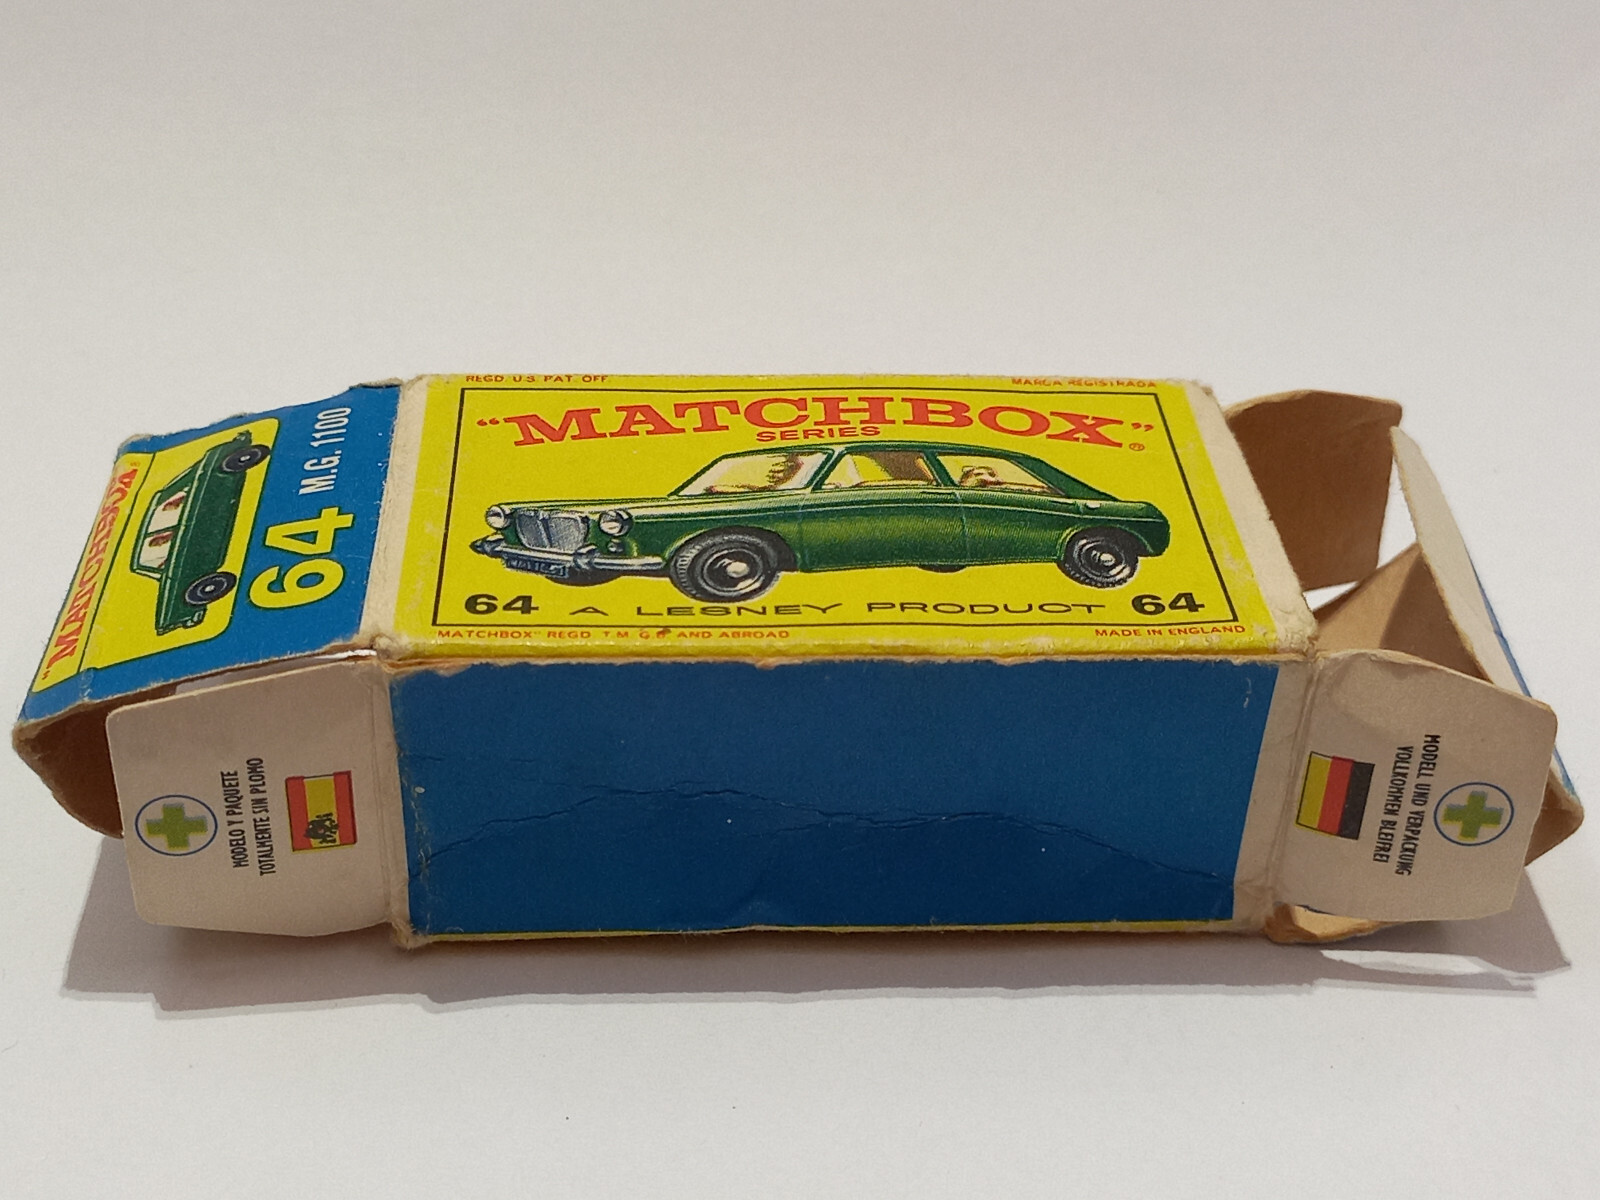 REGD. U.S. PAT. OFF.
MARCA REGISTRADA
"MATCHBOX"®
SERIES
64 A LESNEY PRODUCT 64
MATCHBOX" REGD. T.M. G.B. AND ABROAD
MADE IN ENGLAND
"MATCHBOX"®
64 M.G. 1100
MODELO Y PAQUETE
TOTALMENTE SIN PLOMO
MODELL UND VERPACKUNG
VOLLKOMMEN BLEIFREI